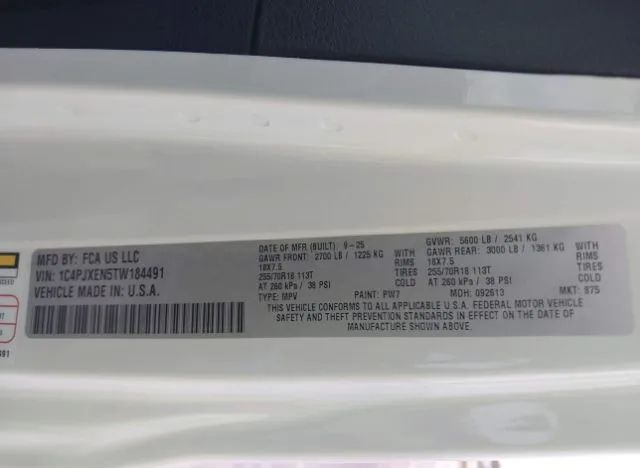 MFD BY: FCA US LLC
VIN: 1C4PJXEN5TW184491
VEHICLE MADE IN: U.S.A.
DATE OF MFR (BUILT): 9-25
GVWR: 5600 LB / 2541 KG
GAWR FRONT: 2700 LB / 1225 KG WITH
GAWR REAR: 3000 LB / 1361 KG WITH
18X7.5 RIMS
18X7.5 RIMS
255/70R18 113T TIRES
255/70R18 113T TIRES
AT 260 kPa / 38 PSI
AT 260 kPa / 38 PSI
TYPE: MPV PAINT: PW7 MDH: 092613 MKT: 875
THIS VEHICLE CONFORMS TO ALL APPLICABLE U.S.A. FEDERAL MOTOR VEHICLE
SAFETY AND THEFT PREVENTION STANDARDS IN EFFECT ON THE DATE OF
MANUFACTURE SHOWN ABOVE.
491